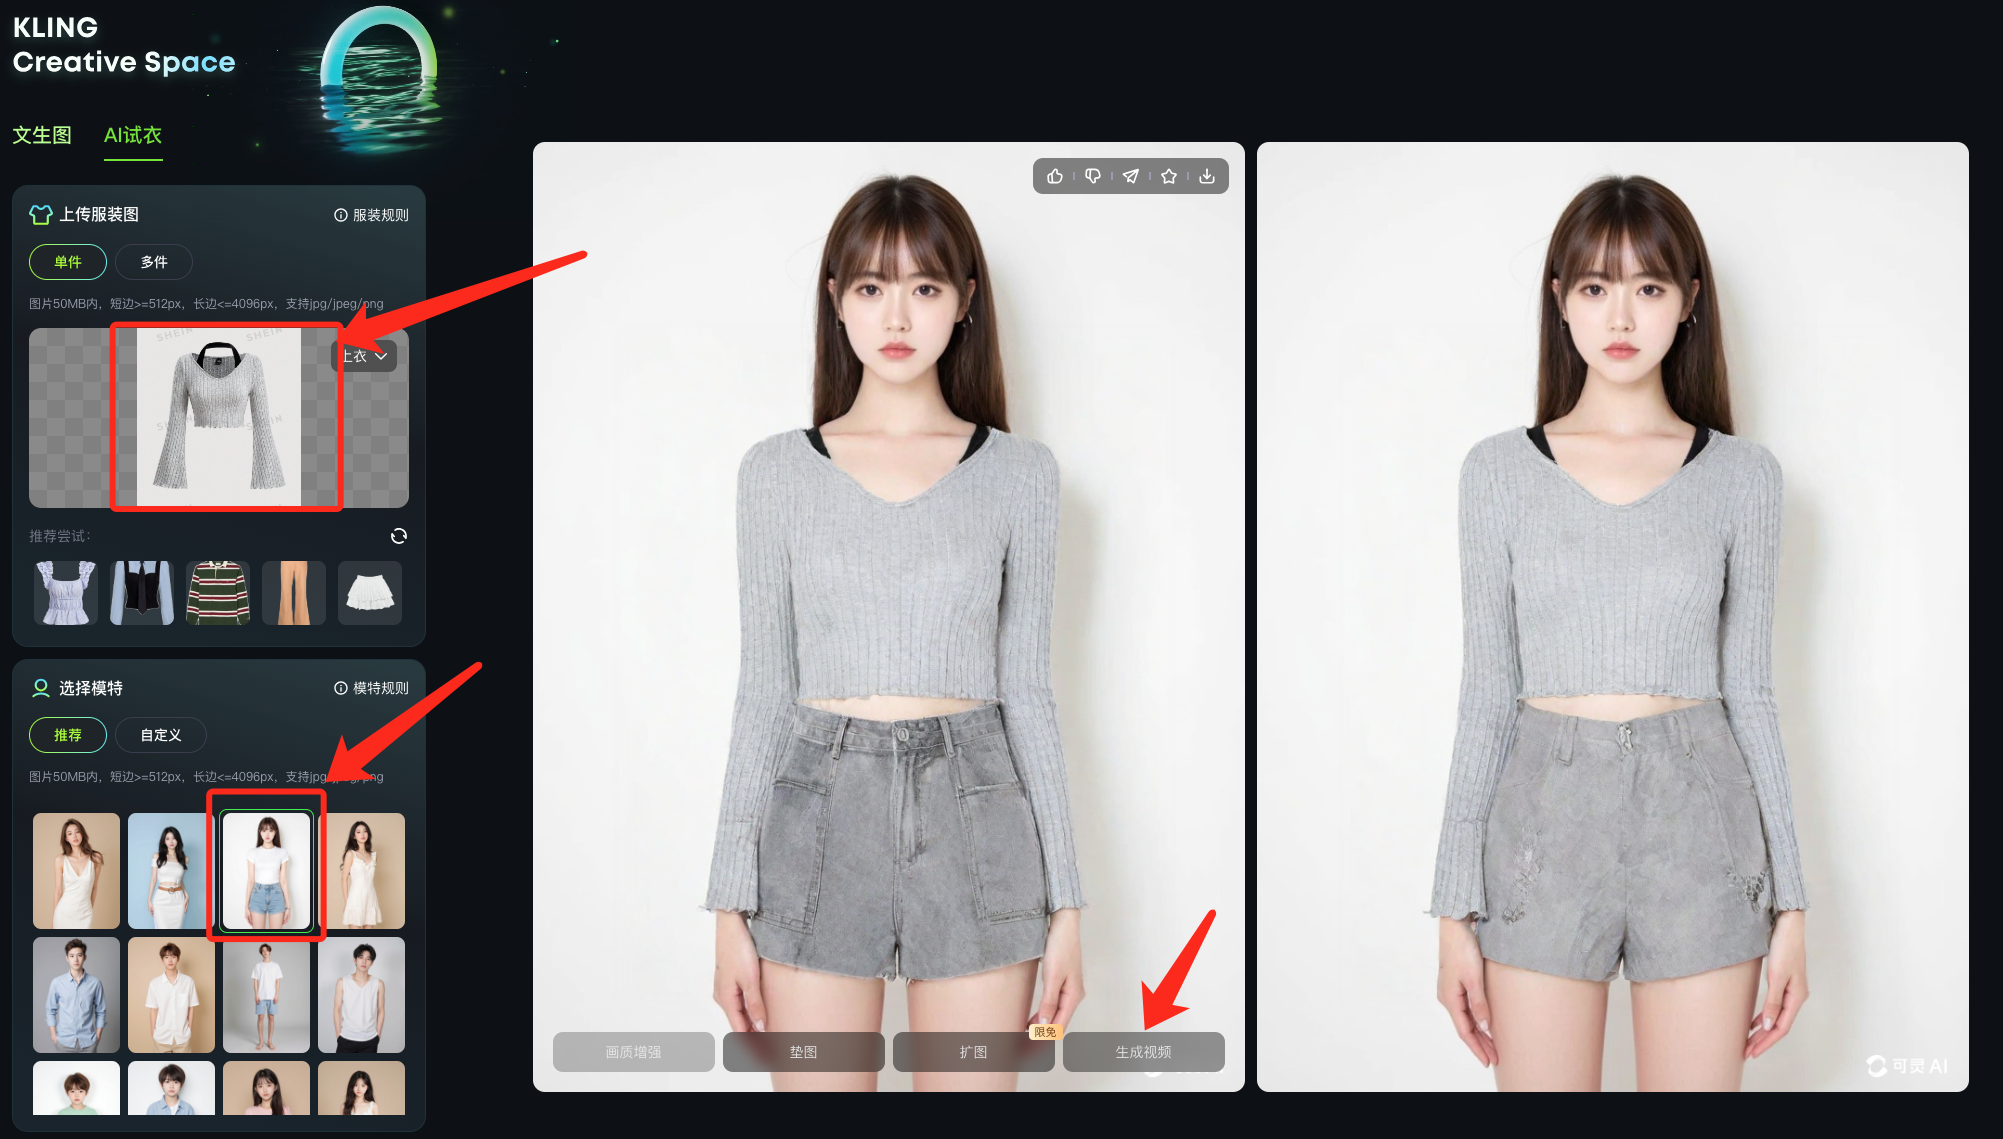 KLING
Creative Space
文生图
AI试衣
上传服装图
服装规则
单件
多件
图片50MB内，短边>=512px，长边<=4096px，支持jpg/jpeg/png
SHEIN
SHEIN
上衣
推荐尝试：
选择模特
模特规则
推荐
自定义
图片50MB内，短边>=512px，长边<=4096px，支持jpg/jpeg/png
画质增强
垫图
扩图
限免
生成视频
可灵 AI